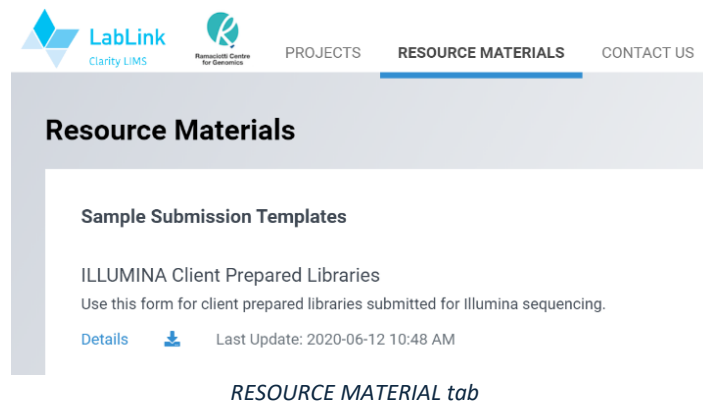 LabLink
Clarity LIMS
Ramaciotti Centre
for Genomics
PROJECTS
RESOURCE MATERIALS
CONTACT US
Resource Materials
Sample Submission Templates
ILLUMINA Client Prepared Libraries
Use this form for client prepared libraries submitted for Illumina sequencing.
Details
Last Update: 2020-06-12 10:48 AM
RESOURCE MATERIAL tab